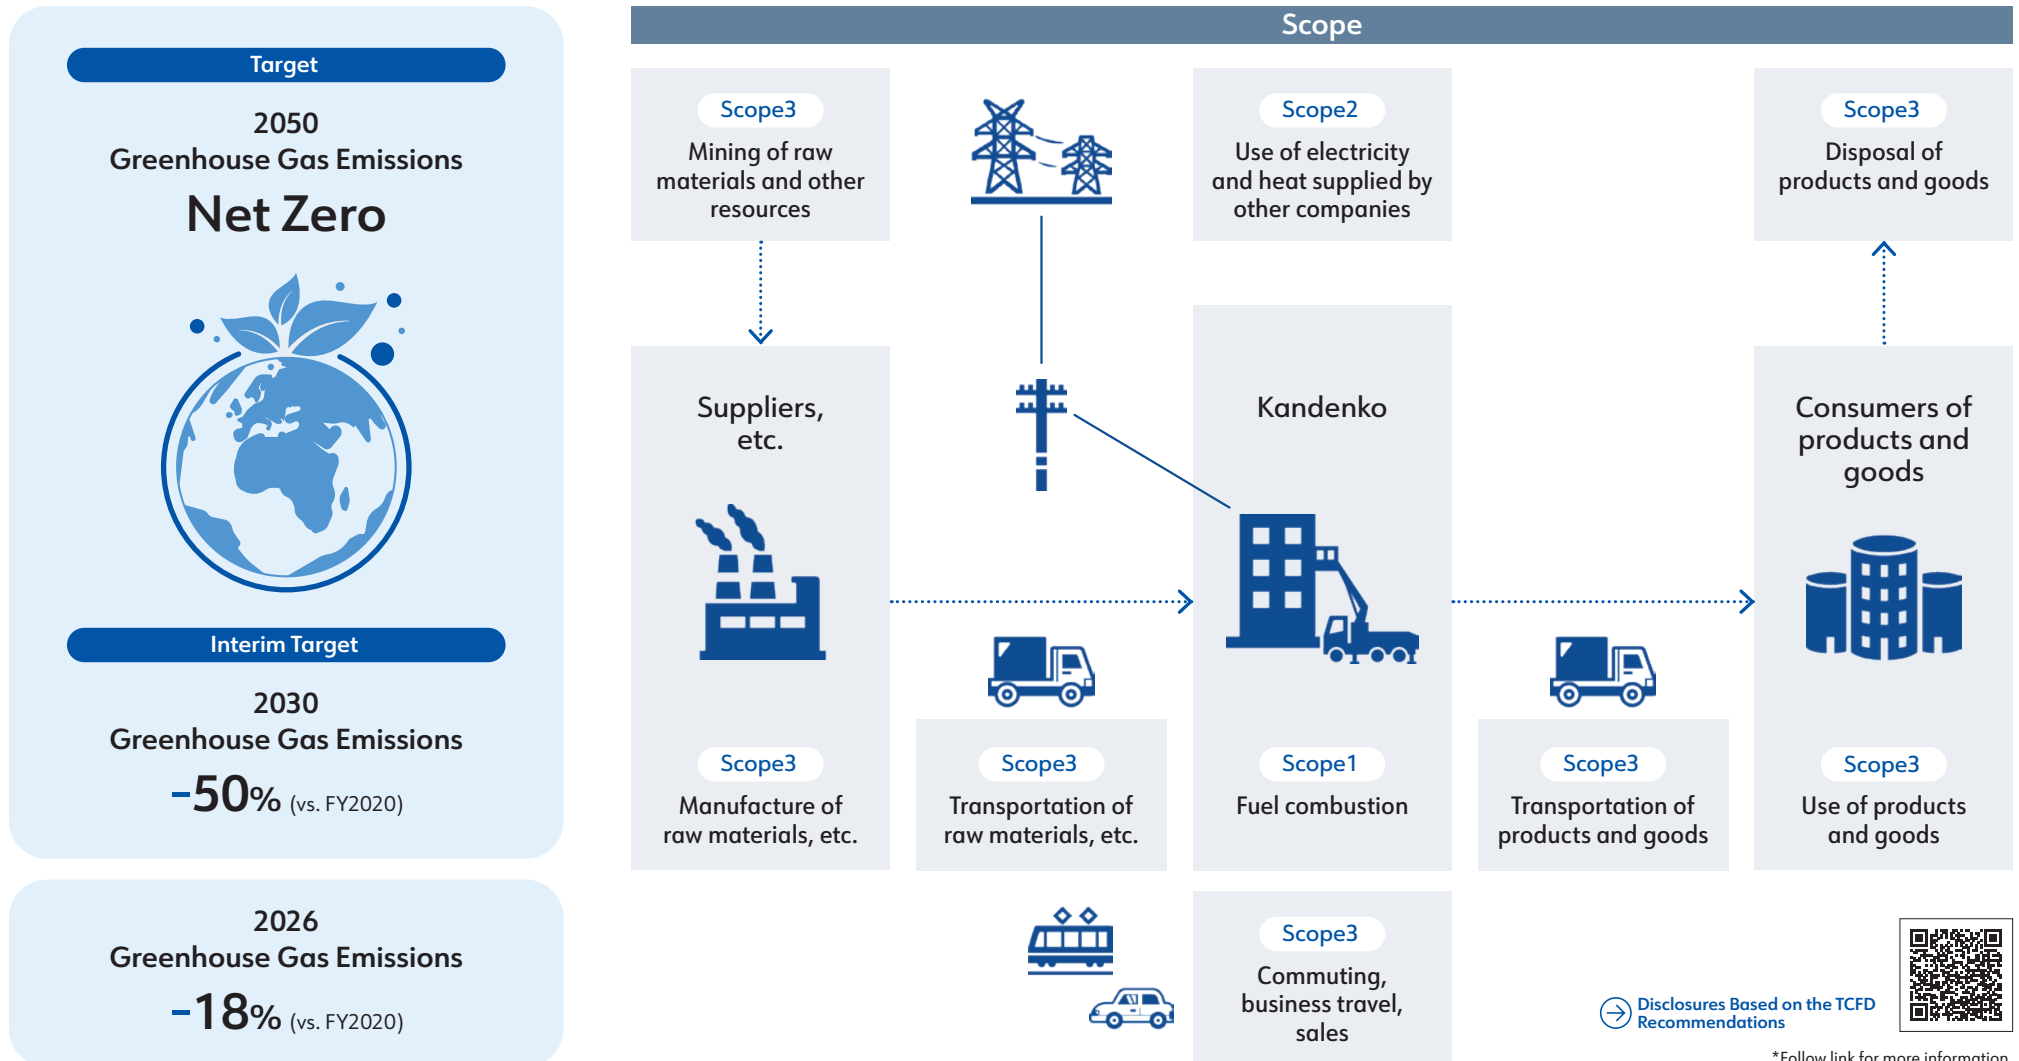 Target
2050
Greenhouse Gas Emissions
Net Zero
Interim Target
2030
Greenhouse Gas Emissions
-50% (vs. FY2020)
2026
Greenhouse Gas Emissions
-18% (vs. FY2020)
Scope
Scope3
Mining of raw
materials and other
resources
Scope2
Use of electricity
and heat supplied by
other companies
Scope3
Disposal of
products and goods
Suppliers,
etc.
Kandenko
Consumers of
products and
goods
Scope3
Manufacture of
raw materials, etc.
Scope3
Transportation of
raw materials, etc.
Scope1
Fuel combustion
Scope3
Transportation of
products and goods
Scope3
Use of products
and goods
Scope3
Commuting,
business travel,
sales
Disclosures Based on the TCFD
Recommendations
*Follow link for more information